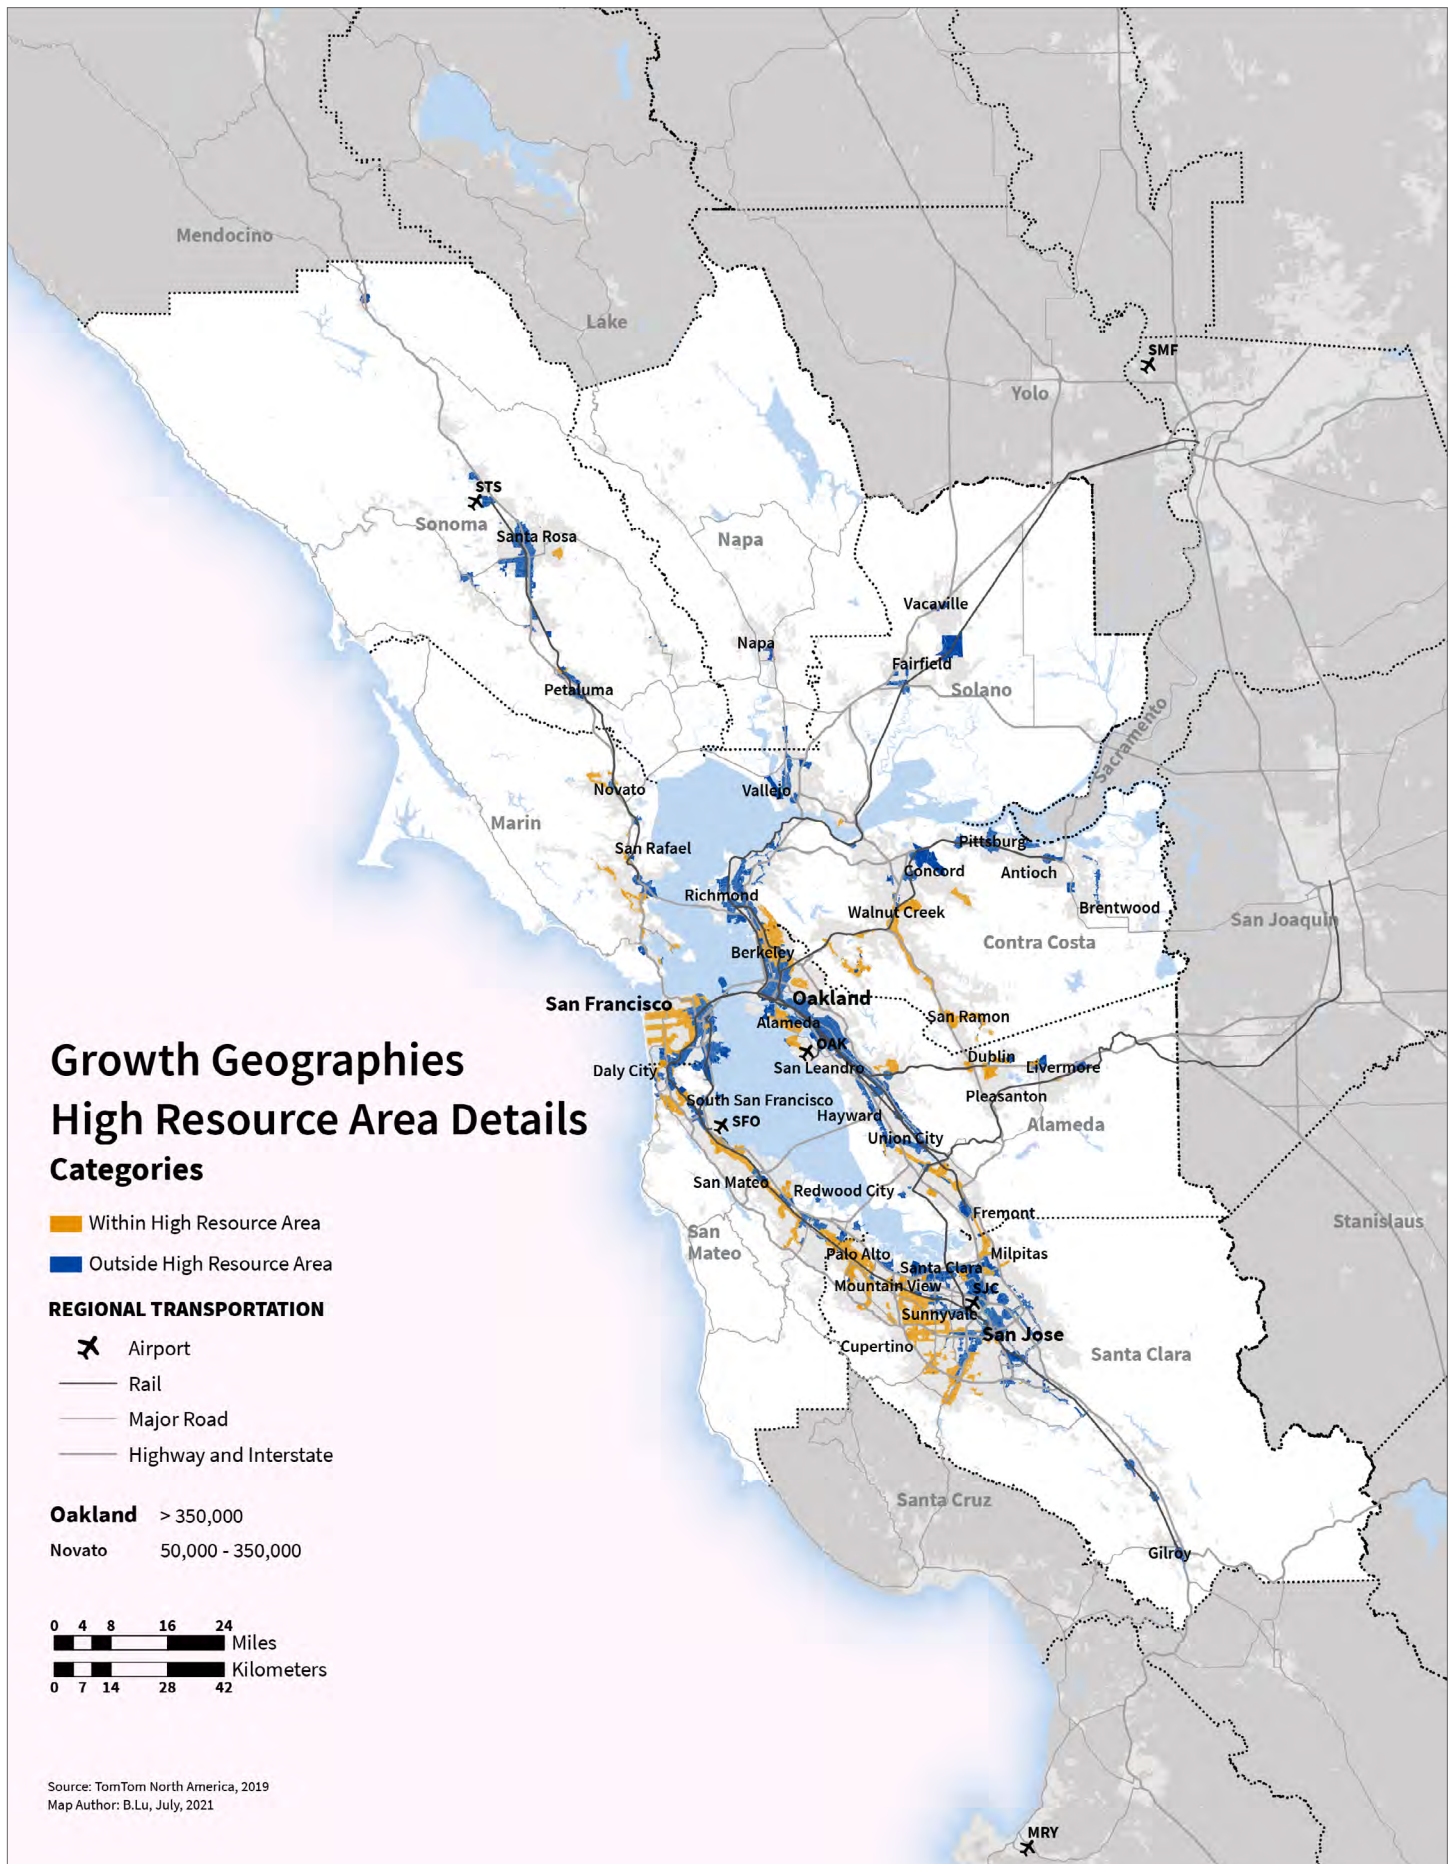 Mendocino
Lake
SMF
Yolo
STS
Sonoma
Santa Rosa
Napa
Vacaville
Napa
Fairfield
Solano
Petaluma
Sacramento
Novato
Vallejo
Marin
San Rafael
Pittsburg
Concord
Antioch
Richmond
Walnut Creek
Brentwood
San Joaquin
Contra Costa
Berkeley
San Francisco
Oakland
Alameda
San Ramon
OAK
Dublin
Daly City
San Leandro
Livermore
South San Francisco
Pleasanton
SFO
Hayward
Alameda
Union City
San Mateo
Redwood City
Fremont
Stanislaus
San
Mateo
Palo Alto
Milpitas
Santa Clara
Mountain View
SJC
Sunnyvale
San Jose
Cupertino
Santa Clara
Santa Cruz
Gilroy
MRY
Growth Geographies
High Resource Area Details
Categories
Within High Resource Area
Outside High Resource Area
REGIONAL TRANSPORTATION
Airport
Rail
Major Road
Highway and Interstate
Oakland > 350,000
Novato 50,000 - 350,000
0 4 8 16 24
Miles
Kilometers
0 7 14 28 42
Source: TomTom North America, 2019
Map Author: B.Lu, July, 2021